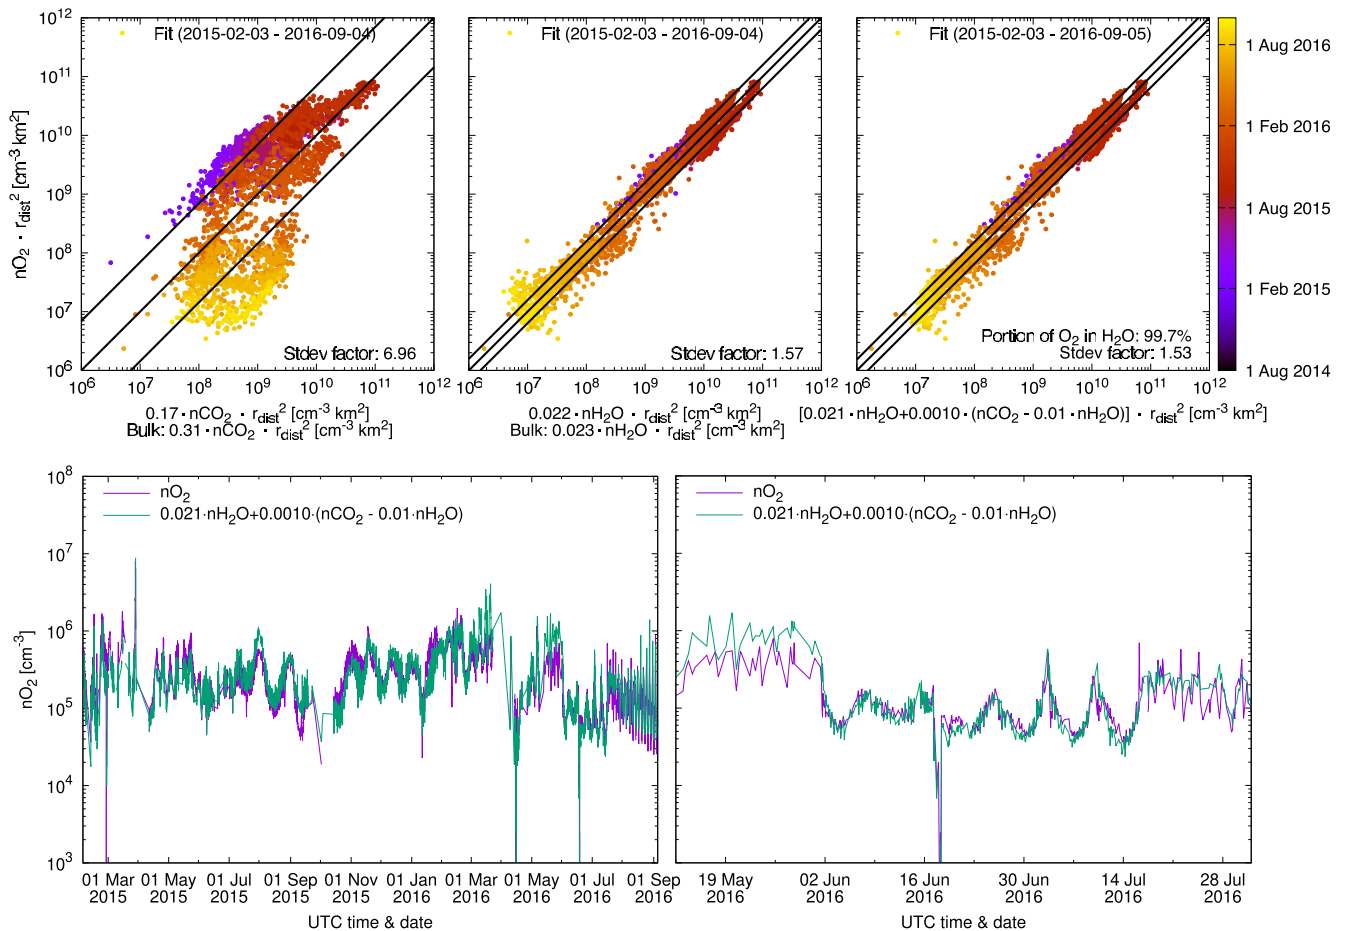 Fit (2015-02-03 - 2016-09-04)
Fit (2015-02-03 - 2016-09-04)
Fit (2015-02-03 - 2016-09-05)
10¹²
10¹¹
10¹⁰
10⁹
10⁸
10⁷
10⁶
nO₂ · r_dist² [cm⁻³ km²]
Stdev factor: 6.96
Stdev factor: 1.57
Portion of O₂ in H₂O: 99.7%
Stdev factor: 1.53
10⁶ 10⁷ 10⁸ 10⁹ 10¹⁰ 10¹¹ 10¹²
10⁶ 10⁷ 10⁸ 10⁹ 10¹⁰ 10¹¹ 10¹²
10⁶ 10⁷ 10⁸ 10⁹ 10¹⁰ 10¹¹ 10¹²
0.17 · nCO₂ · r_dist² [cm⁻³ km²]
Bulk: 0.31 · nCO₂ · r_dist² [cm⁻³ km²]
0.022 · nH₂O · r_dist² [cm⁻³ km²]
Bulk: 0.023 · nH₂O · r_dist² [cm⁻³ km²]
[0.021 · nH₂O+0.0010 · (nCO₂ - 0.01 · nH₂O)] · r_dist² [cm⁻³ km²]
1 Aug 2016
1 Feb 2016
1 Aug 2015
1 Feb 2015
1 Aug 2014
nO₂
0.021·nH₂O+0.0010·(nCO₂ - 0.01·nH₂O)
10⁸
10⁷
10⁶
10⁵
10⁴
10³
nO₂ [cm⁻³]
01 Mar 01 May 01 Jul 01 Sep 01 Nov 01 Jan 01 Mar 01 May 01 Jul 01 Sep
2015 2015 2015 2015 2015 2016 2016 2016 2016 2016
UTC time & date
nO₂
0.021·nH₂O+0.0010·(nCO₂ - 0.01·nH₂O)
19 May 02 Jun 16 Jun 30 Jun 14 Jul 28 Jul
2016 2016 2016 2016 2016 2016
UTC time & date